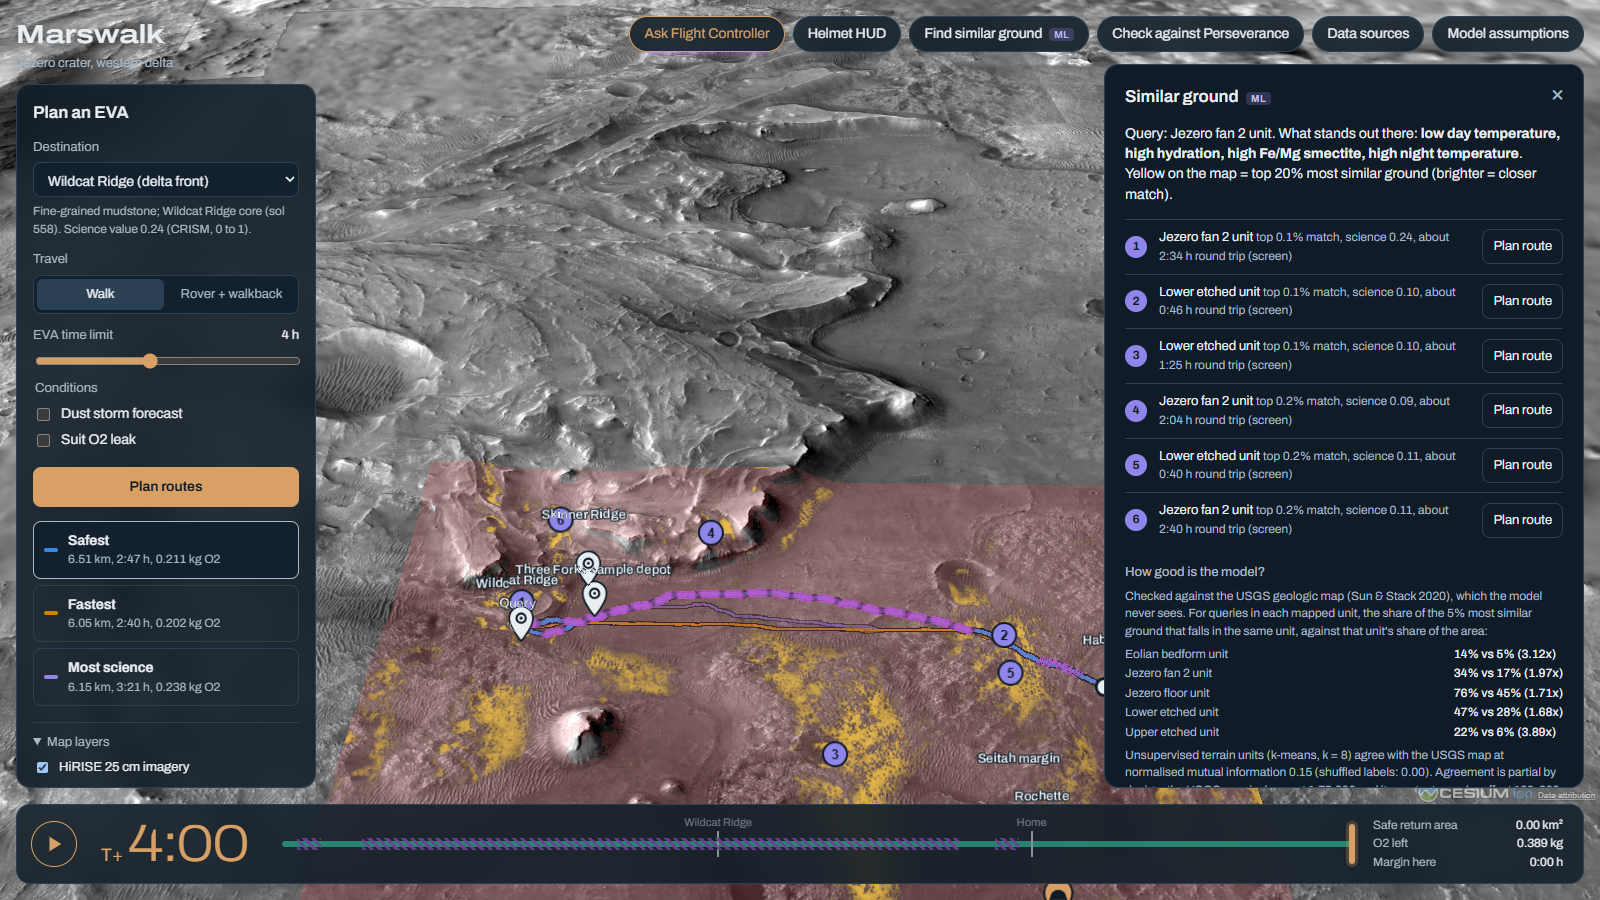 Marswalk
Jezero crater, western delta
Ask Flight Controller
Helmet HUD
Find similar ground ML
Check against Perseverance
Data sources
Model assumptions
Plan an EVA
Destination
Wildcat Ridge (delta front)
Fine-grained mudstone; Wildcat Ridge core (sol
558). Science value 0.24 (CRISM, 0 to 1).
Travel
Walk
Rover + walkback
EVA time limit
4 h
Conditions
Dust storm forecast
Suit O2 leak
Plan routes
Safest
6.51 km, 2:47 h, 0.211 kg O2
Fastest
6.05 km, 2:40 h, 0.202 kg O2
Most science
6.15 km, 3:21 h, 0.238 kg O2
▼ Map layers
HiRISE 25 cm imagery
Skinner Ridge
6
4
Three Forks sample depot
Wildcat Ridge
Query
2
5
3
Seitah margin
Rochette
Similar ground ML
×
Query: Jezero fan 2 unit. What stands out there: low day temperature,
high hydration, high Fe/Mg smectite, high night temperature.
Yellow on the map = top 20% most similar ground (brighter = closer
match).
1 Jezero fan 2 unit top 0.1% match, science 0.24, about
2:34 h round trip (screen)
Plan route
2 Lower etched unit top 0.1% match, science 0.10, about
0:46 h round trip (screen)
Plan route
3 Lower etched unit top 0.1% match, science 0.10, about
1:25 h round trip (screen)
Plan route
4 Jezero fan 2 unit top 0.2% match, science 0.09, about
2:04 h round trip (screen)
Plan route
5 Lower etched unit top 0.2% match, science 0.11, about
0:40 h round trip (screen)
Plan route
6 Jezero fan 2 unit top 0.2% match, science 0.11, about
2:40 h round trip (screen)
Plan route
How good is the model?
Checked against the USGS geologic map (Sun & Stack 2020), which the model
never sees. For queries in each mapped unit, the share of the 5% most similar
ground that falls in the same unit, against that unit's share of the area:
Eolian bedform unit 14% vs 5% (3.12x)
Jezero fan 2 unit 34% vs 17% (1.97x)
Jezero floor unit 76% vs 45% (1.71x)
Lower etched unit 47% vs 28% (1.68x)
Upper etched unit 22% vs 6% (3.89x)
Unsupervised terrain units (k-means, k = 8) agree with the USGS map at
normalised mutual information 0.15 (shuffled labels: 0.00). Agreement is partial by
CESIUM ion Data attribution
T+ 4:00
Wildcat Ridge
Home
Safe return area 0.00 km²
O2 left 0.389 kg
Margin here 0:00 h